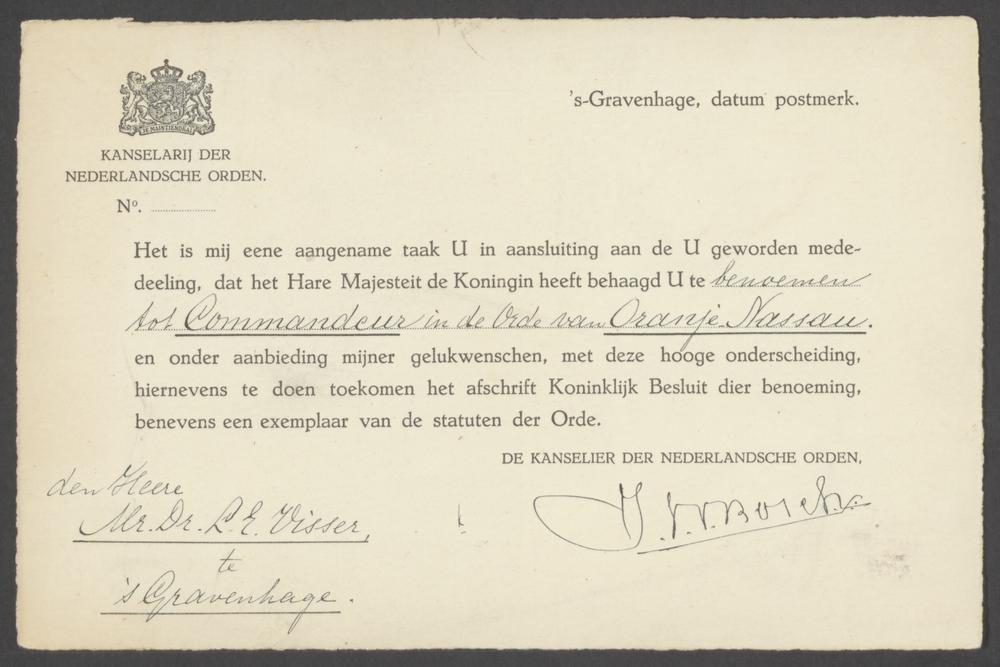 JE MAINTIENDRAI
KANSELARIJ DER
NEDERLANDSCHE ORDEN.
Nº. ....................
's-Gravenhage, datum postmerk.
Het is mij eene aangename taak U in aansluiting aan de U geworden mede-
deeling, dat het Hare Majesteit de Koningin heeft behaagd U te benoemen
tot Commandeur in de Orde van Oranje-Nassau.
en onder aanbieding mijner gelukwenschen, met deze hooge onderscheiding,
hiernevens te doen toekomen het afschrift Koninklijk Besluit dier benoeming,
benevens een exemplaar van de statuten der Orde.
DE KANSELIER DER NEDERLANDSCHE ORDEN,
den Heere
Mr. Dr. L. E. Visser,
te
's Gravenhage.